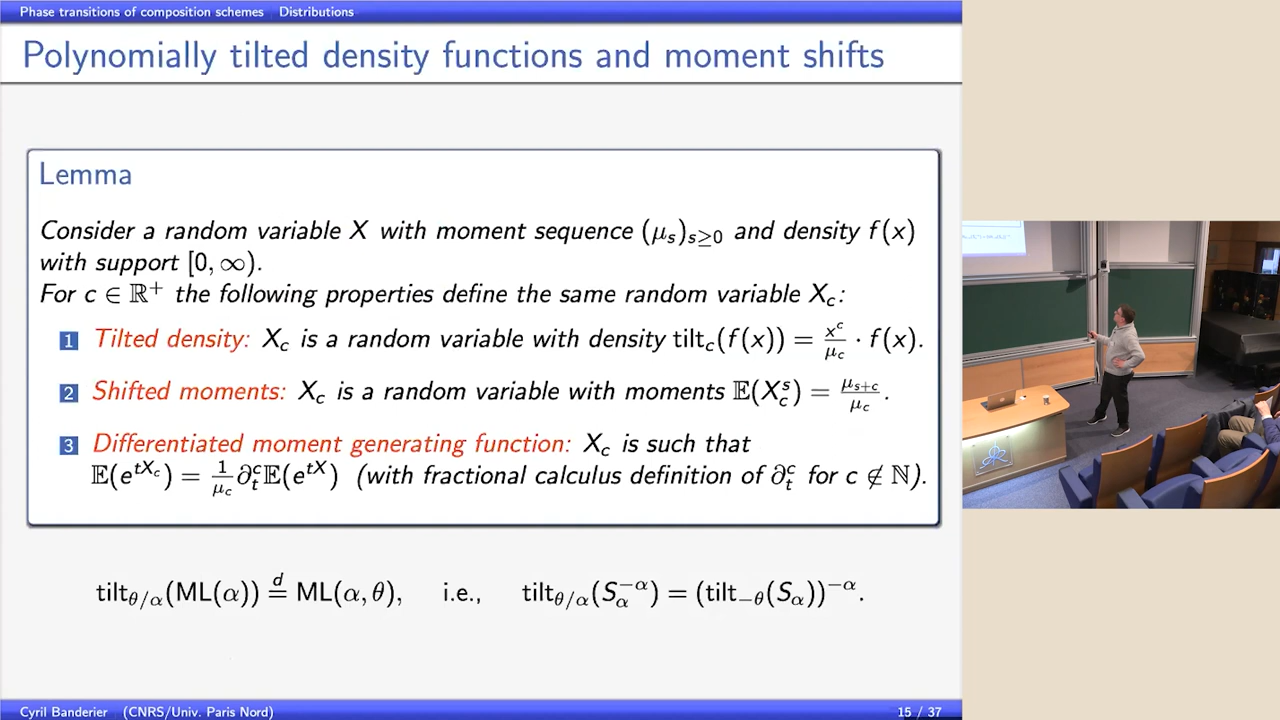 Phase transitions of composition schemes Distributions
Polynomially tilted density functions and moment shifts
Lemma
Consider a random variable X with moment sequence (μ_s)_{s≥0} and density f(x)
with support [0, ∞).
For c ∈ ℝ⁺ the following properties define the same random variable X_c:
1 Tilted density: X_c is a random variable with density tilt_c(f(x)) = x^c/μ_c · f(x).
2 Shifted moments: X_c is a random variable with moments 𝔼(X_c^s) = μ_{s+c}/μ_c.
3 Differentiated moment generating function: X_c is such that
𝔼(e^{tX_c}) = 1/μ_c ∂_t^c 𝔼(e^{tX}) (with fractional calculus definition of ∂_t^c for c ∉ ℕ).
tilt_{θ/α}(ML(α)) =^d ML(α, θ), i.e., tilt_{θ/α}(S_α^{−α}) = (tilt_{−θ}(S_α))^{−α}.
Cyril Banderier (CNRS/Univ. Paris Nord) 15 / 37